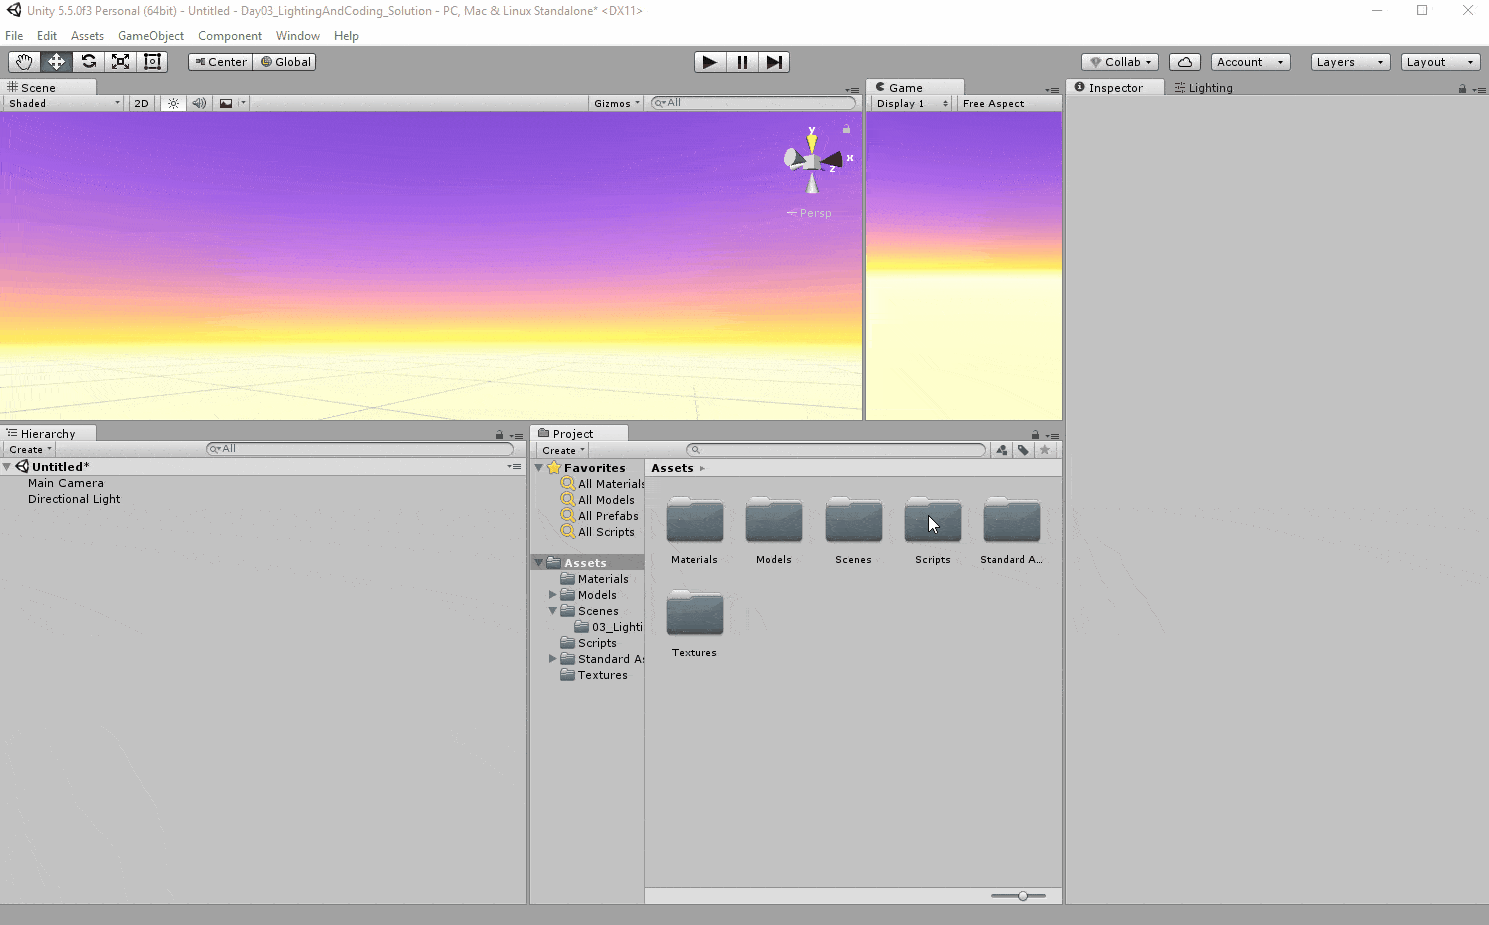 Unity 5.5.0f3 Personal (64bit) - Untitled - Day03_LightingAndCoding_Solution - PC, Mac & Linux Standalone* <DX11>
File Edit Assets GameObject Component Window Help
Center Global Collab Account Layers Layout
Scene
Shaded 2D Gizmos All
y
x
z
Persp
Game
Display 1 Free Aspect
Inspector Lighting
Hierarchy
Create All
Untitled*
Main Camera
Directional Light
Project
Create
Favorites
All Materials
All Models
All Prefabs
All Scripts
Assets
Materials
Models
Scenes
03_Lighti
Scripts
Standard As
Textures
Assets
Materials Models Scenes Scripts Standard A...
Textures